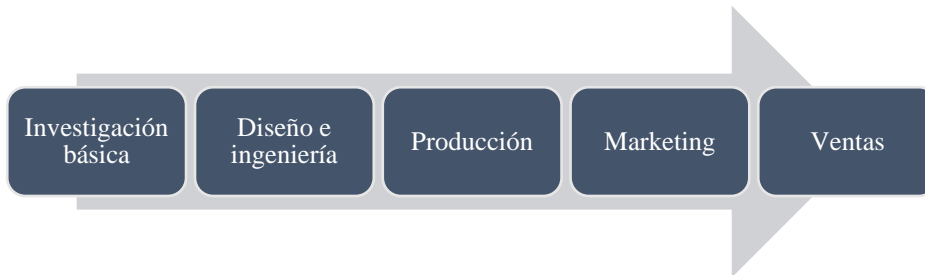 Investigación
básica
Diseño e
ingeniería
Producción
Marketing
Ventas